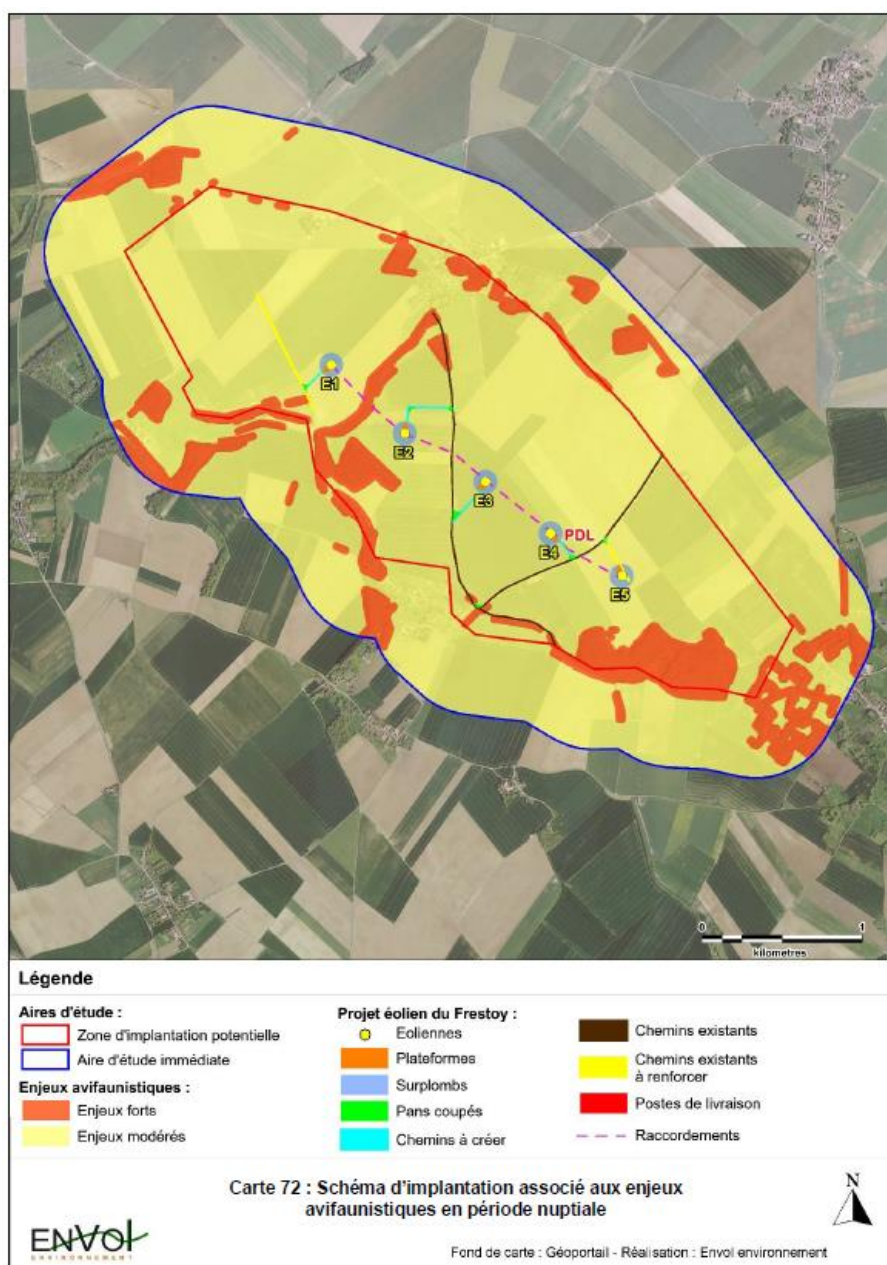 E1
E2
E3
E4
PDL
E5
0
1
kilometres
Légende
Aires d'étude :
Zone d'implantation potentielle
Aire d'étude immédiate
Enjeux avifaunistiques :
Enjeux forts
Enjeux modérés
Projet éolien du Frestoy :
Eoliennes
Plateformes
Surplombs
Pans coupés
Chemins à créer
Chemins existants
Chemins existants
à renforcer
Postes de livraison
Raccordements
Carte 72 : Schéma d'implantation associé aux enjeux
avifaunistiques en période nuptiale
N
ENVOl
ENVIRONNEMENT
Fond de carte : Géoportail - Réalisation : Envol environnement